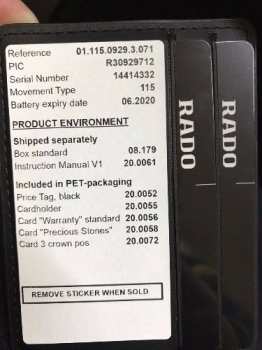 Reference 01.115.0929.3.071
PIC R30929712
Serial Number 14414332
Movement Type 115
Battery expiry date 06.2020
PRODUCT ENVIRONMENT
Shipped separately
Box standard 08.179
Instruction Manual V1 20.0061
Included in PET-packaging
Price Tag, black 20.0052
Cardholder 20.0055
Card "Warranty" standard 20.0056
Card "Precious Stones" 20.0058
Card 3 crown pos 20.0072
REMOVE STICKER WHEN SOLD
RADO
RADO